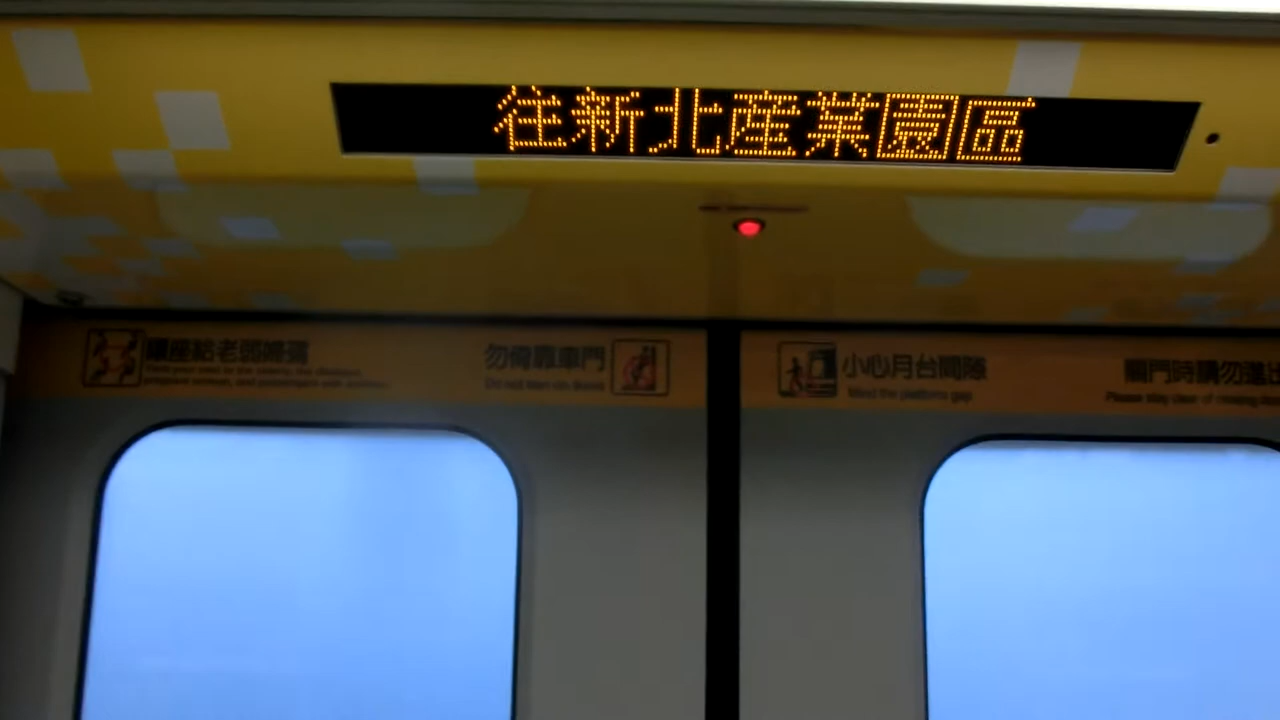 往新北產業園區
讓座給老弱婦孺
勿倚靠車門
Do not lean on doors
小心月台間隙
Mind the platform gap
關門時請勿進出